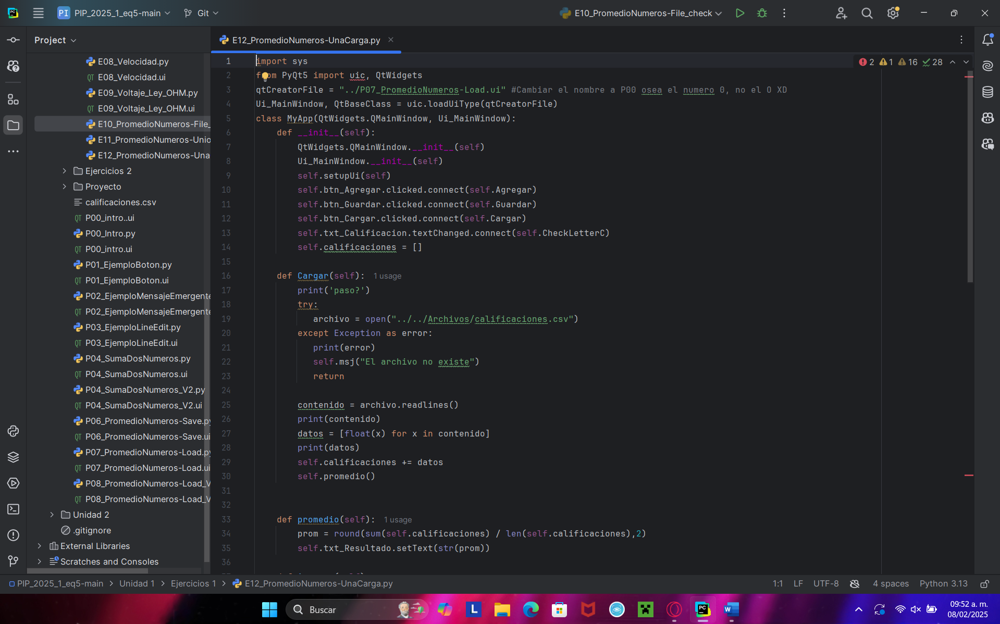 PI PIP_2025_1_eq5-main Git E10_PromedioNumeros-File_check
Project
E12_PromedioNumeros-UnaCarga.py
E08_Velocidad.py
E08_Velocidad.ui
E09_Voltaje_Ley_OHM.py
E09_Voltaje_Ley_OHM.ui
E10_PromedioNumeros-File_
E11_PromedioNumeros-Unio
E12_PromedioNumeros-Una
Ejercicios 2
Proyecto
calificaciones.csv
P00_intro..ui
P00_Intro.py
P00_intro.ui
P01_EjemploBoton.py
P01_EjemploBoton.ui
P02_EjemploMensajeEmergente
P02_EjemploMensajeEmergente
P03_EjemploLineEdit.py
P03_EjemploLineEdit.ui
P04_SumaDosNumeros.py
P04_SumaDosNumeros.ui
P04_SumaDosNumeros_V2.py
P04_SumaDosNumeros_V2.ui
P06_PromedioNumeros-Save.py
P06_PromedioNumeros-Save.ui
P07_PromedioNumeros-Load.py
P07_PromedioNumeros-Load.ui
P08_PromedioNumeros-Load_V
P08_PromedioNumeros-Load_V
Unidad 2
.gitignore
External Libraries
Scratches and Consoles
2 1 16 28
1 import sys
2 from PyQt5 import uic, QtWidgets
3 qtCreatorFile = "../P07_PromedioNumeros-Load.ui" #Cambiar el nombre a P00 osea el numero 0, no el O XD
4 Ui_MainWindow, QtBaseClass = uic.loadUiType(qtCreatorFile)
5 class MyApp(QtWidgets.QMainWindow, Ui_MainWindow):
6 def __init__(self):
7 QtWidgets.QMainWindow.__init__(self)
8 Ui_MainWindow.__init__(self)
9 self.setupUi(self)
10 self.btn_Agregar.clicked.connect(self.Agregar)
11 self.btn_Guardar.clicked.connect(self.Guardar)
12 self.btn_Cargar.clicked.connect(self.Cargar)
13 self.txt_Calificacion.textChanged.connect(self.CheckLetterC)
14 self.calificaciones = []
15
16 def Cargar(self): 1 usage
17 print('paso?')
18 try:
19 archivo = open("../../Archivos/calificaciones.csv")
20 except Exception as error:
21 print(error)
22 self.msj("El archivo no existe")
23 return
24
25 contenido = archivo.readlines()
26 print(contenido)
27 datos = [float(x) for x in contenido]
28 print(datos)
29 self.calificaciones += datos
30 self.promedio()
31
32
33 def promedio(self): 1 usage
34 prom = round(sum(self.calificaciones) / len(self.calificaciones),2)
35 self.txt_Resultado.setText(str(prom))
36
PIP_2025_1_eq5-main > Unidad 1 > Ejercicios 1 > E12_PromedioNumeros-UnaCarga.py
1:1 LF UTF-8 4 spaces Python 3.13
Buscar
09:52 a. m.
08/02/2025